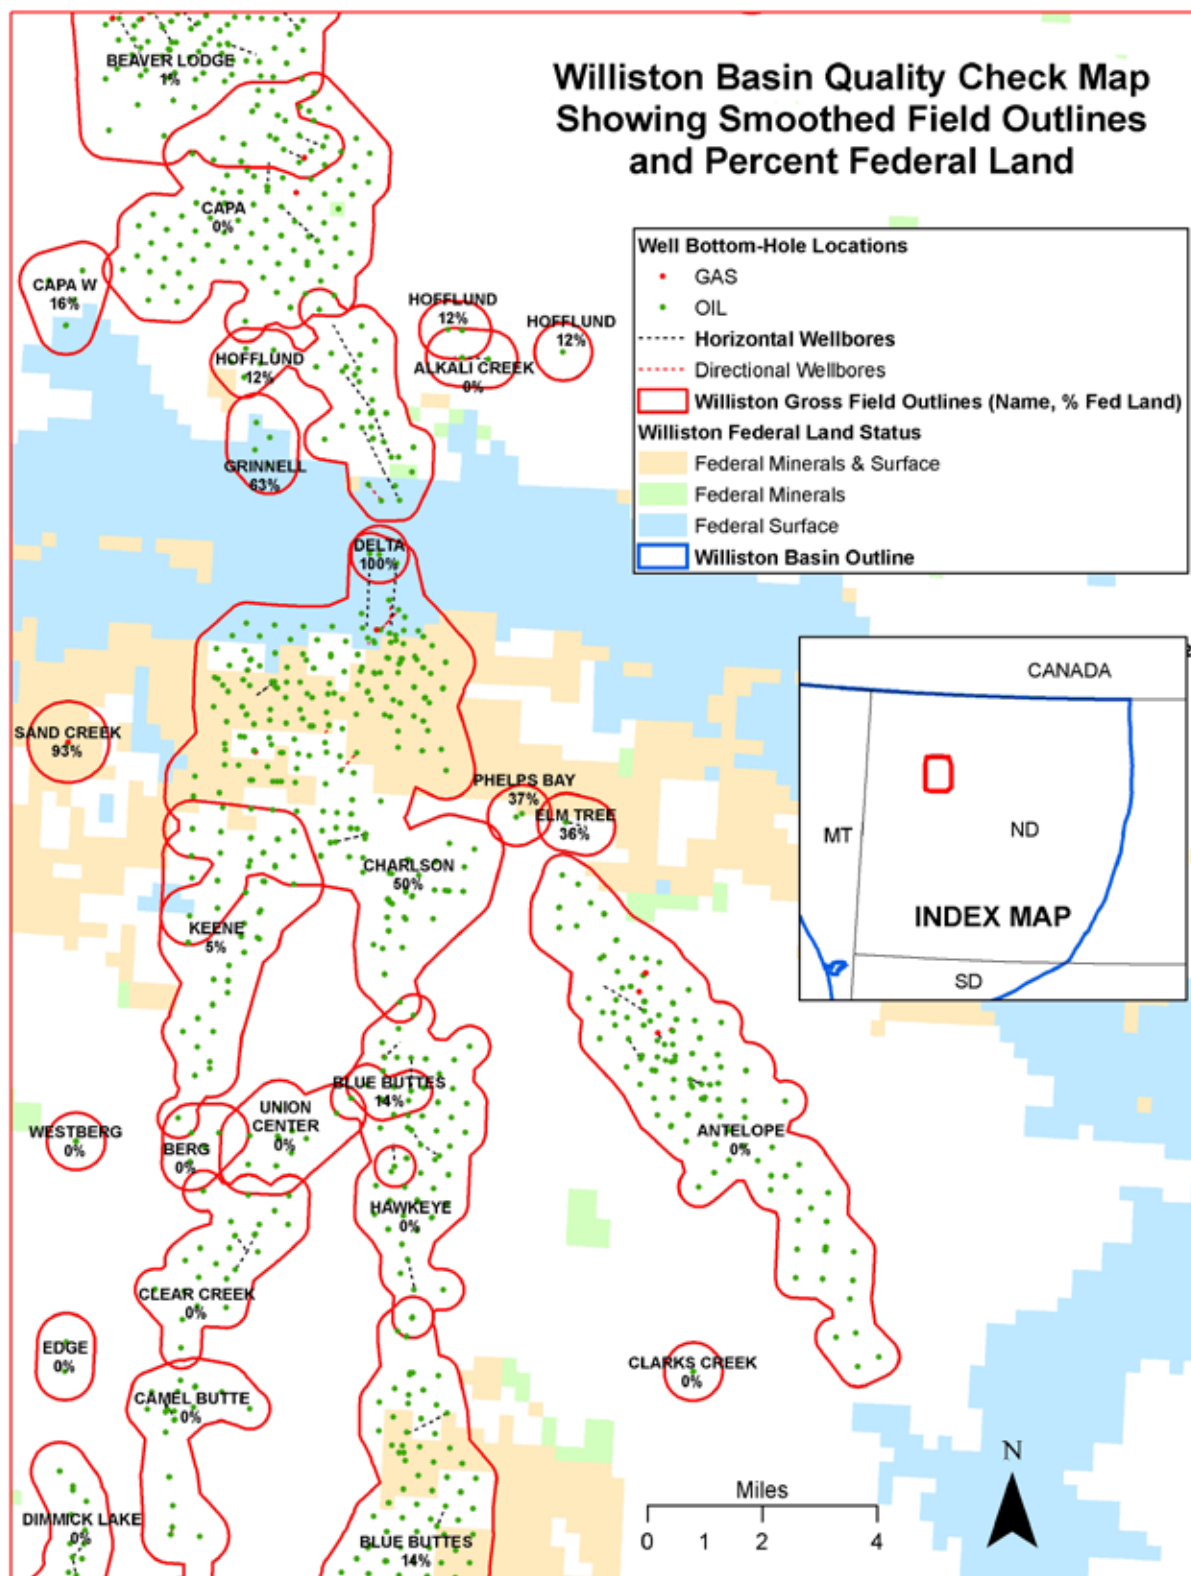 Williston Basin Quality Check Map
Showing Smoothed Field Outlines
and Percent Federal Land
BEAVER LODGE
1%
CAPA
0%
CAPA W
16%
HOFFLUND
12%
HOFFLUND
12%
HOFFLUND
12%
ALKALI CREEK
0%
GRINNELL
63%
Well Bottom-Hole Locations
GAS
OIL
Horizontal Wellbores
Directional Wellbores
Williston Gross Field Outlines (Name, % Fed Land)
Williston Federal Land Status
Federal Minerals & Surface
Federal Minerals
Federal Surface
Williston Basin Outline
DELTA
100%
SAND CREEK
93%
PHELPS BAY
37%
ELM TREE
36%
CHARLSON
50%
KEENE
5%
CANADA
MT
ND
INDEX MAP
SD
BLUE BUTTES
14%
UNION
CENTER
0%
WESTBERG
0%
BERG
0%
ANTELOPE
0%
HAWKEYE
0%
CLEAR CREEK
0%
EDGE
0%
CLARKS CREEK
0%
CAMEL BUTTE
0%
DIMMICK LAKE
0%
BLUE BUTTES
14%
N
Miles
0 1 2 4